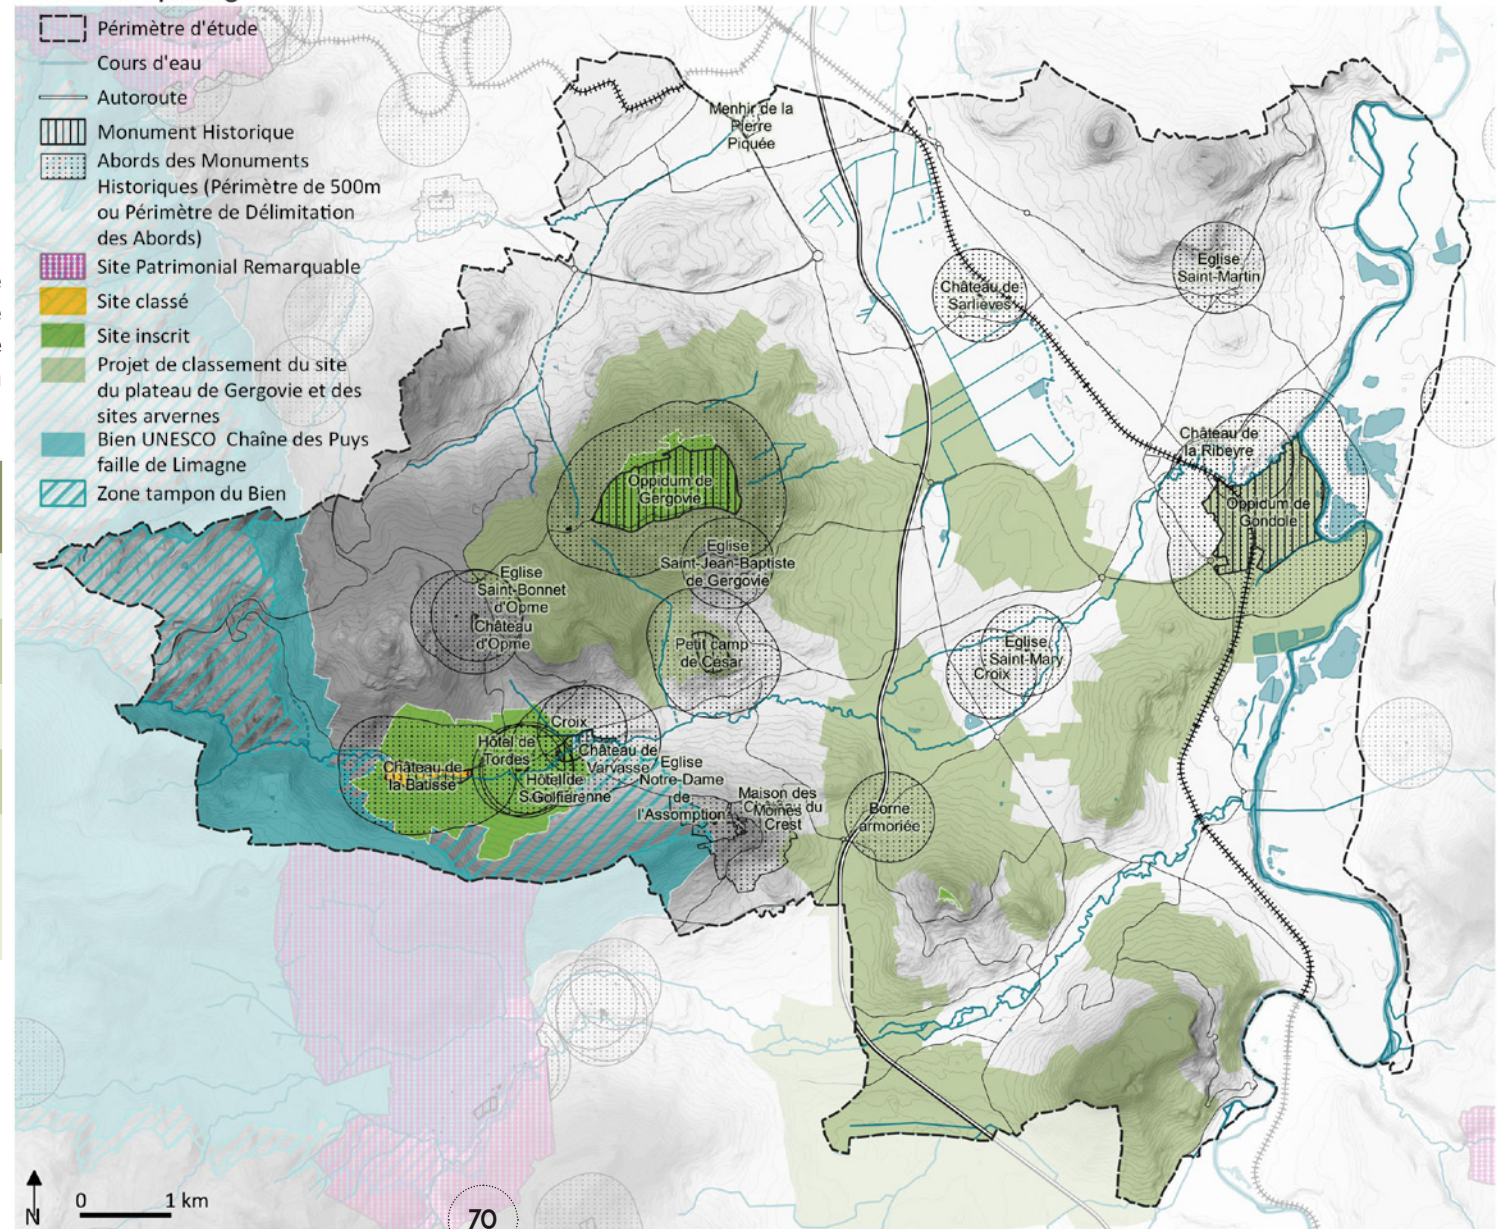 Périmètre d'étude
Cours d'eau
Autoroute
Monument Historique
Abords des Monuments
Historiques (Périmètre de 500m
ou Périmètre de Délimitation
des Abords)
Site Patrimonial Remarquable
Site classé
Site inscrit
Projet de classement du site
du plateau de Gergovie et des
sites arvernes
Bien UNESCO Chaîne des Puys
faille de Limagne
Zone tampon du Bien
Menhir de la
Pierre
Piquée
Eglise
Saint-Martin
Château de
Sarlièves
Château de
la Ribeyre
Oppidum de
Gondole
Oppidum de
Gergovie
Eglise
Saint-Jean-Baptiste
de Gergovie
Eglise
Saint-Bonnet
d'Opme
Château
d'Opme
Petit camp
de César
Eglise
Saint-Mary
Croix
Croix
Hôtel de
Tordes
Château de
Varvasse
Château de
la Batisse
Hôtel de
Eglise
Notre-Dame
de
l'Assomption
Maison des
Moines
Château du
Crest
Borne
armoriée
N
0 1 km
70